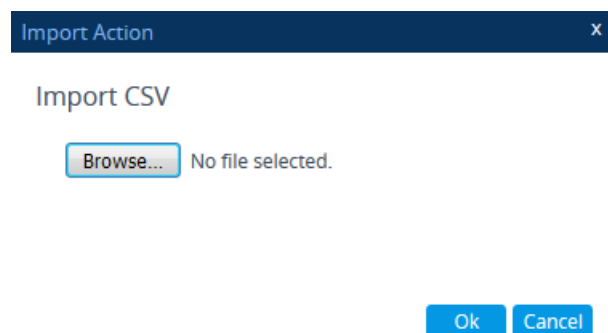 Import Action x
Import CSV
Browse... No file selected.
Ok Cancel